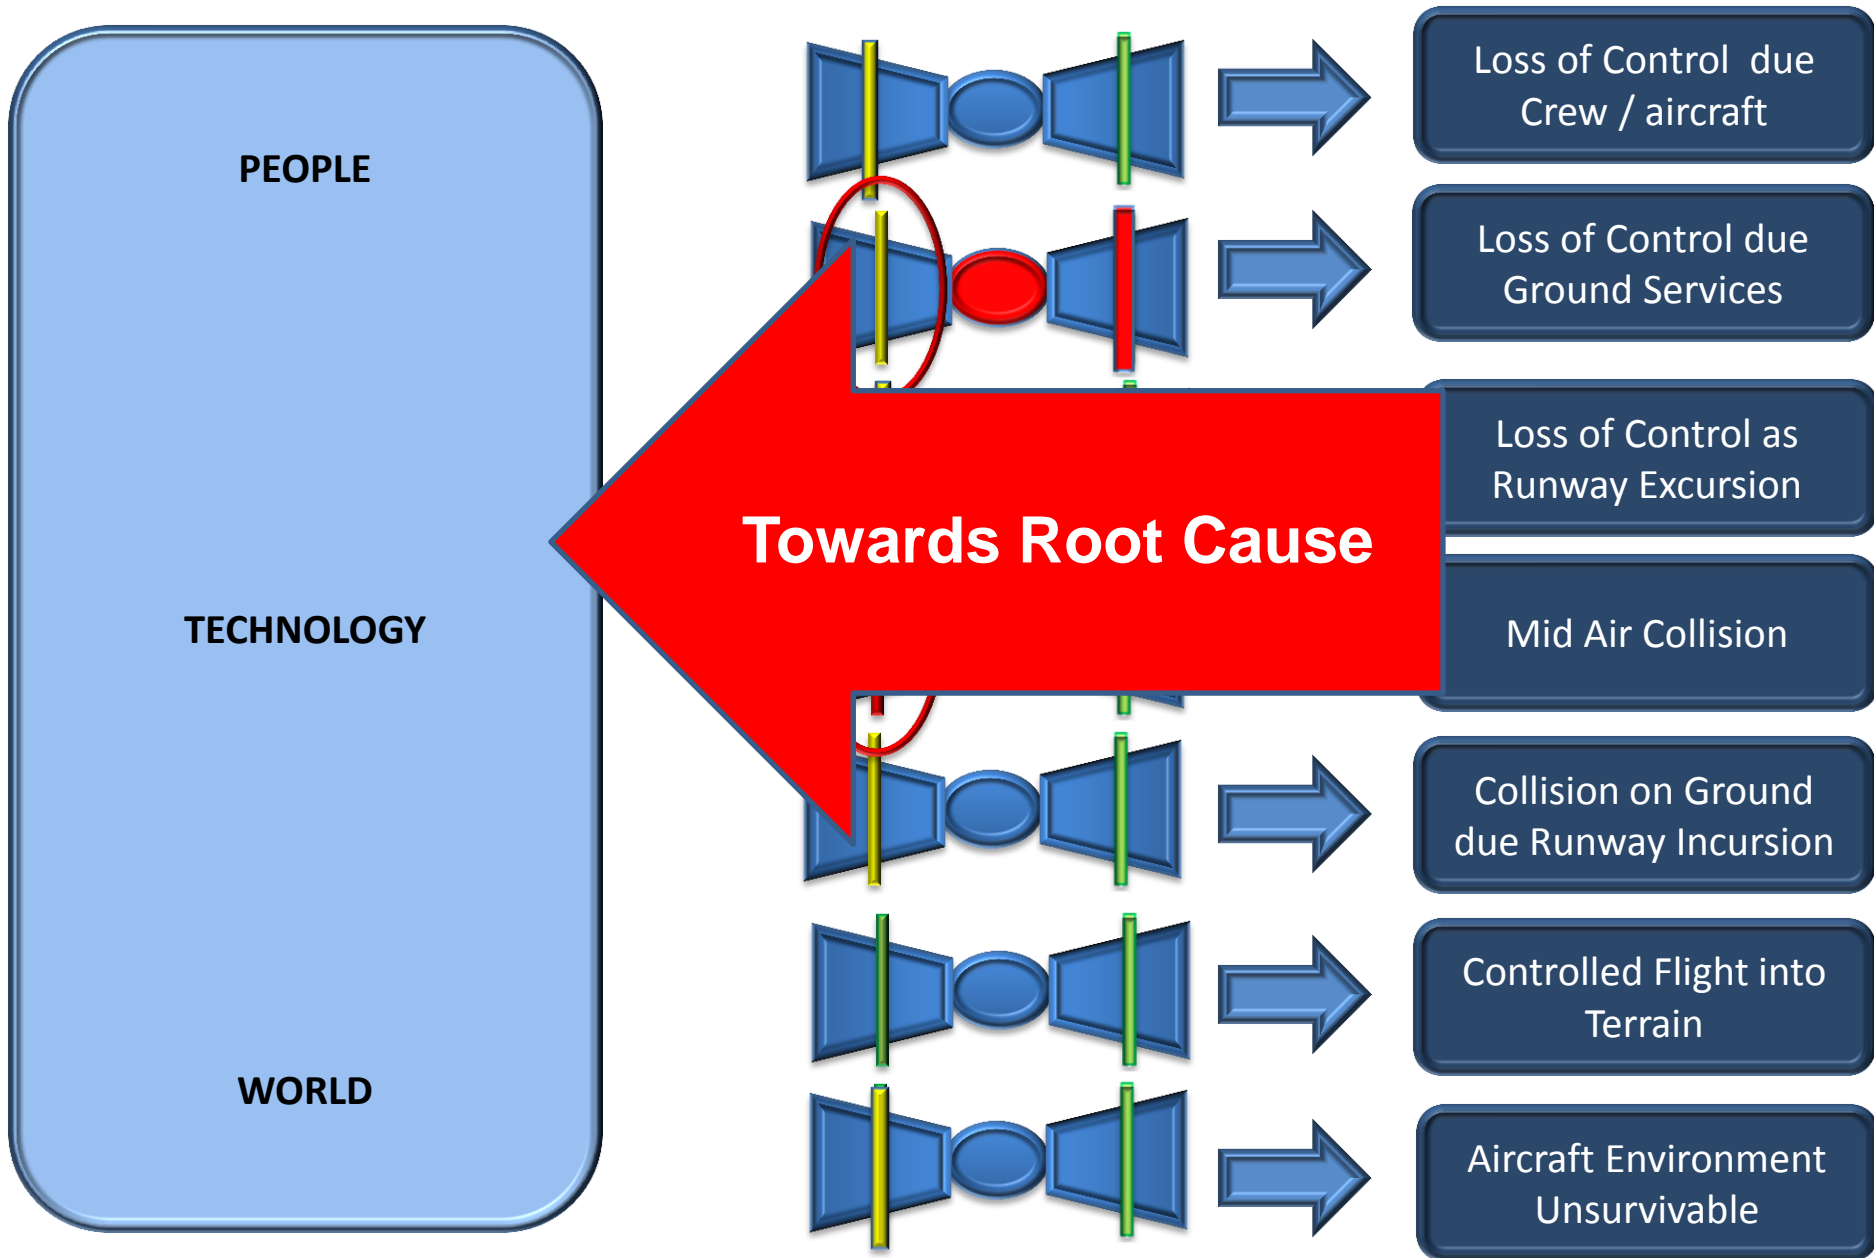 PEOPLE
TECHNOLOGY
WORLD
Towards Root Cause
Loss of Control  due
Crew / aircraft
Loss of Control due
Ground Services
Loss of Control as
Runway Excursion
Mid Air Collision
Collision on Ground
due Runway Incursion
Controlled Flight into
Terrain
Aircraft Environment
Unsurvivable